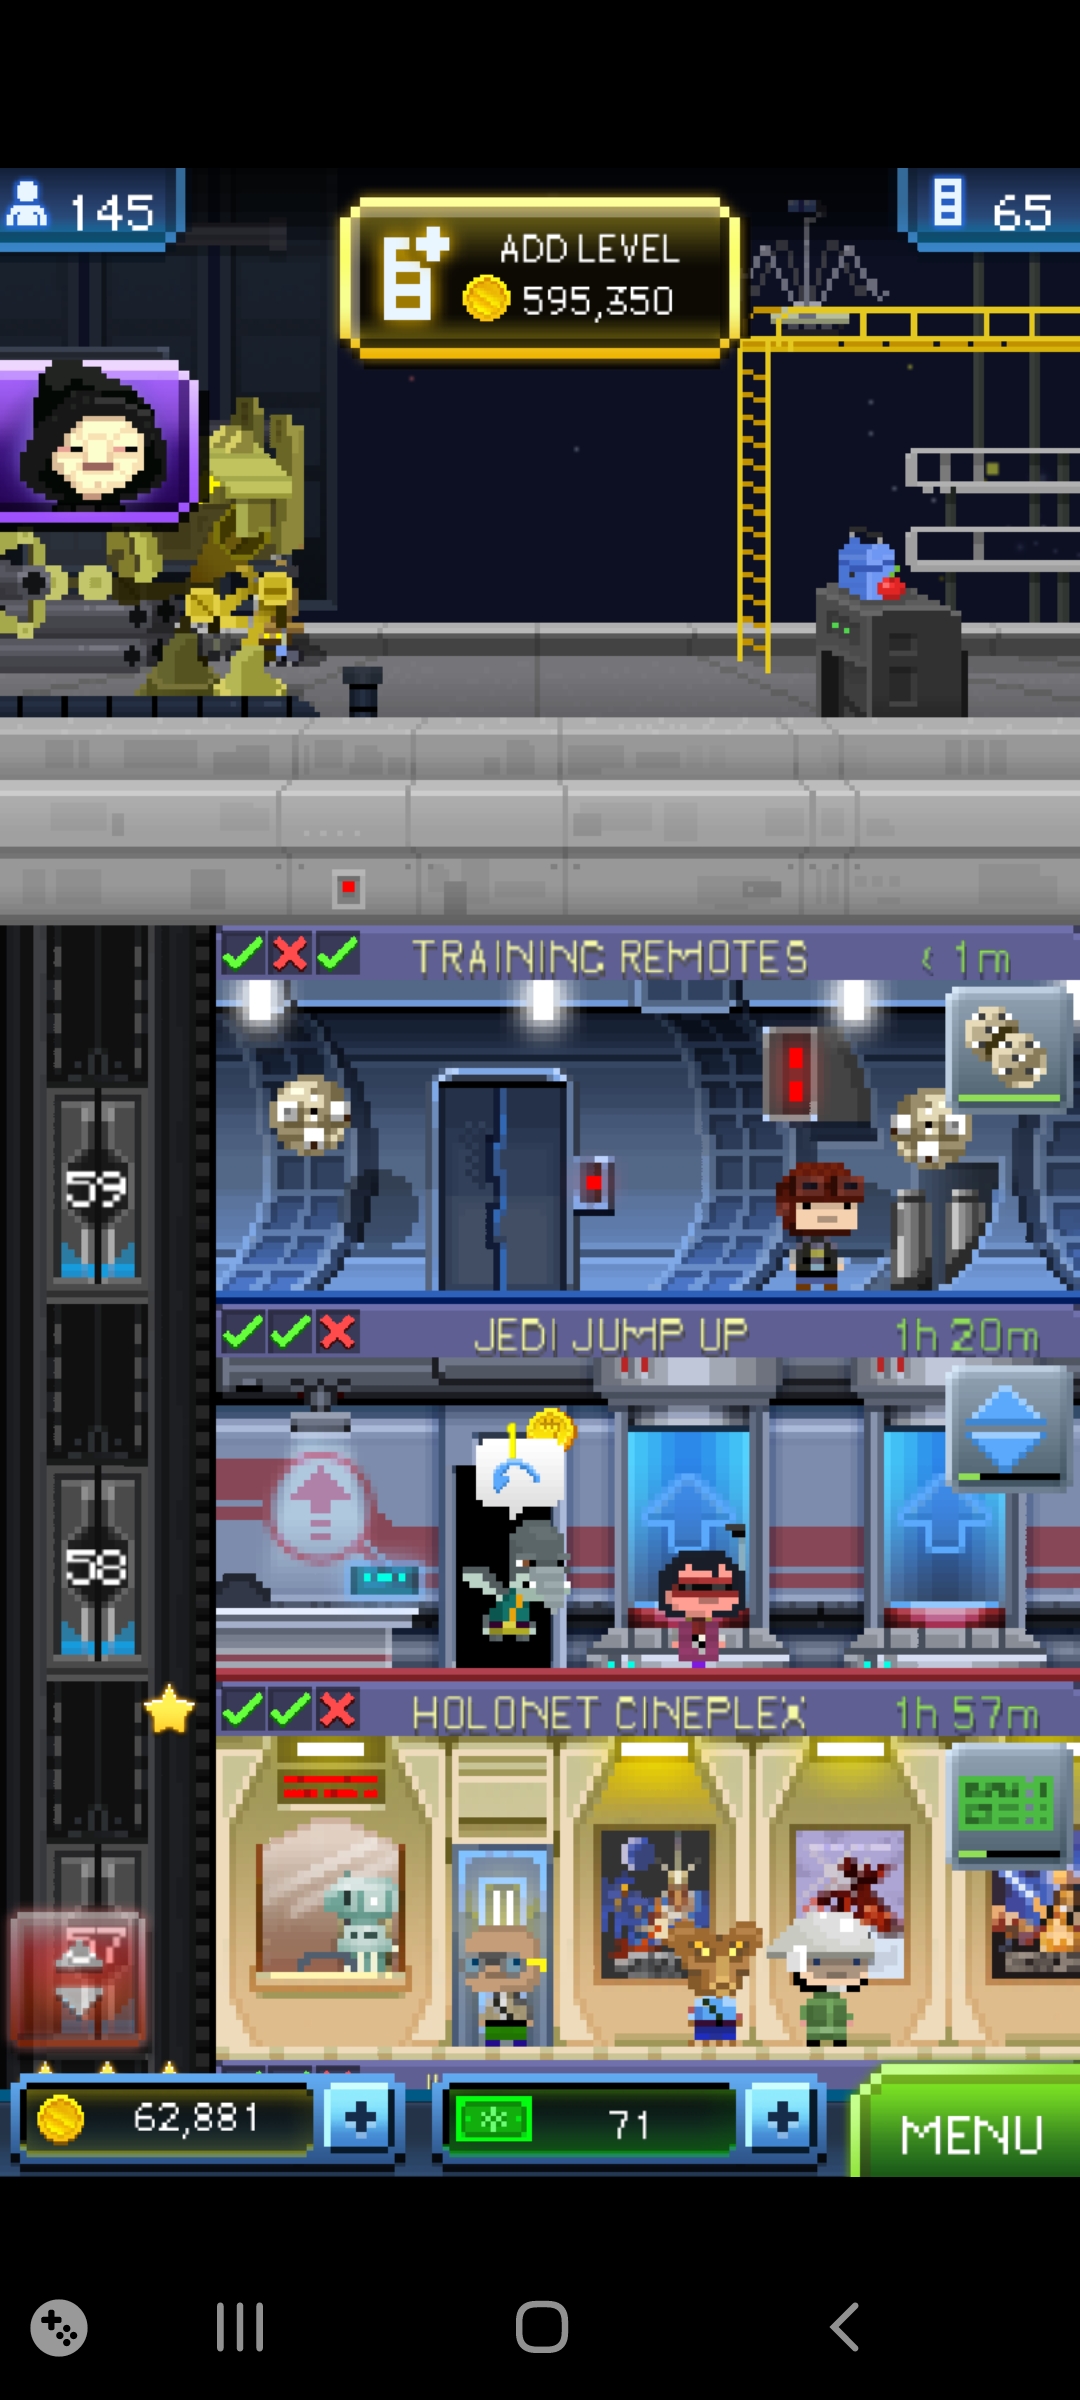 145
ADD LEVEL
595,350
65
TRAINING REMOTES
< 1m
59
JEDI JUMP UP
1h 20m
58
HOLONET CINEPLEX
1h 57m
57
62,881
71
MENU